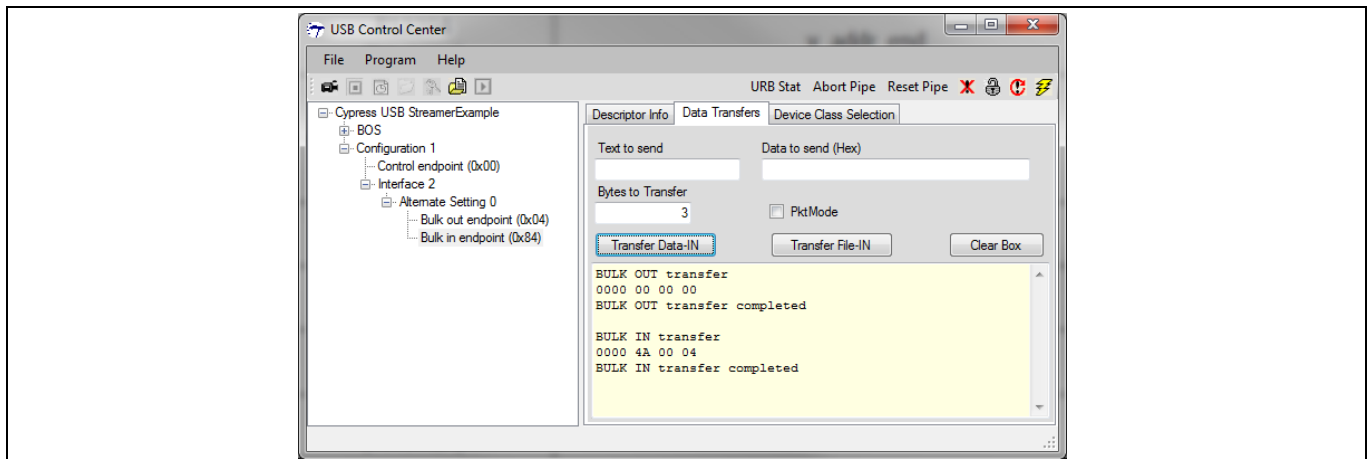 USB Control Center
File Program Help
URB Stat Abort Pipe Reset Pipe
Cypress USB StreamerExample
BOS
Configuration 1
Control endpoint (0x00)
Interface 2
Alternate Setting 0
Bulk out endpoint (0x04)
Bulk in endpoint (0x84)
Descriptor Info Data Transfers Device Class Selection
Text to send Data to send (Hex)
Bytes to Transfer
3 PktMode
Transfer Data-IN Transfer File-IN Clear Box
BULK OUT transfer
0000 00 00 00
BULK OUT transfer completed
BULK IN transfer
0000 4A 00 04
BULK IN transfer completed